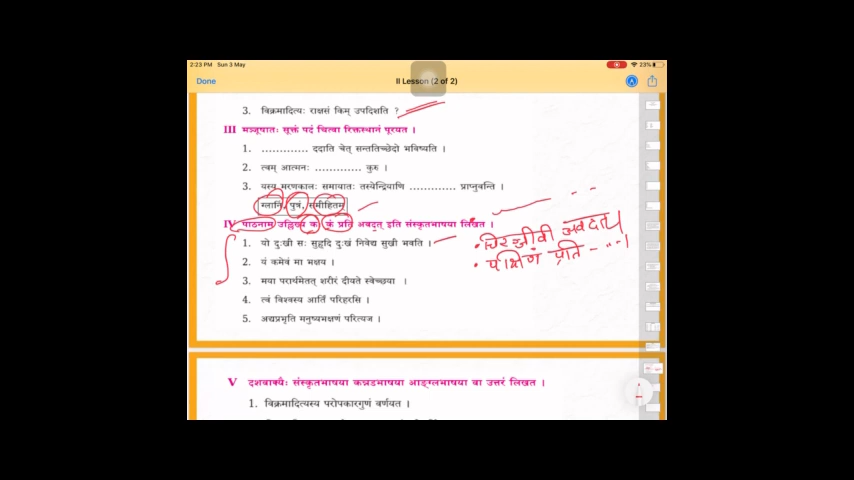 2:23 PM Sun 3 May
23%
Done
II Lesson (2 of 2)
3. विक्रमादित्यः राक्षसं किम् उपदिशति ?
III मञ्जूषातः सूक्तं पदं चित्वा रिक्तस्थानं पूरयत ।
1. ............. ददाति चेत् सन्ततिच्छेदो भविष्यति ।
2. त्वम् आत्मनः ............. कुरु ।
3. यस्य मरणकालः समायातः तस्येन्द्रियाणि ............. प्राप्नुवन्ति ।
ग्लानिं, पुत्रं, समीहितम्
IV पाठनाम उल्लिख्य कः कं प्रति अवदत् इति संस्कृतभाषया लिखत ।
1. यो दुःखी सः सुहृदि दुःखं निवेद्य सुखी भवति ।
2. यं कमेवं मा भक्षय ।
3. मया परार्थमेतत् शरीरं दीयते स्वेच्छया ।
4. त्वं विश्वस्य आर्तिं परिहरसि ।
5. अद्यप्रभृति मनुष्यभक्षणं परित्यज ।
• चिरञ्जीवी अवदत् ।
• पक्षिणं प्रति - ... ।
V दशवाक्यैः संस्कृतभाषया कन्नडभाषया आङ्ग्लभाषया वा उत्तरं लिखत ।
1. विक्रमादित्यस्य परोपकारगुणं वर्णयत ।